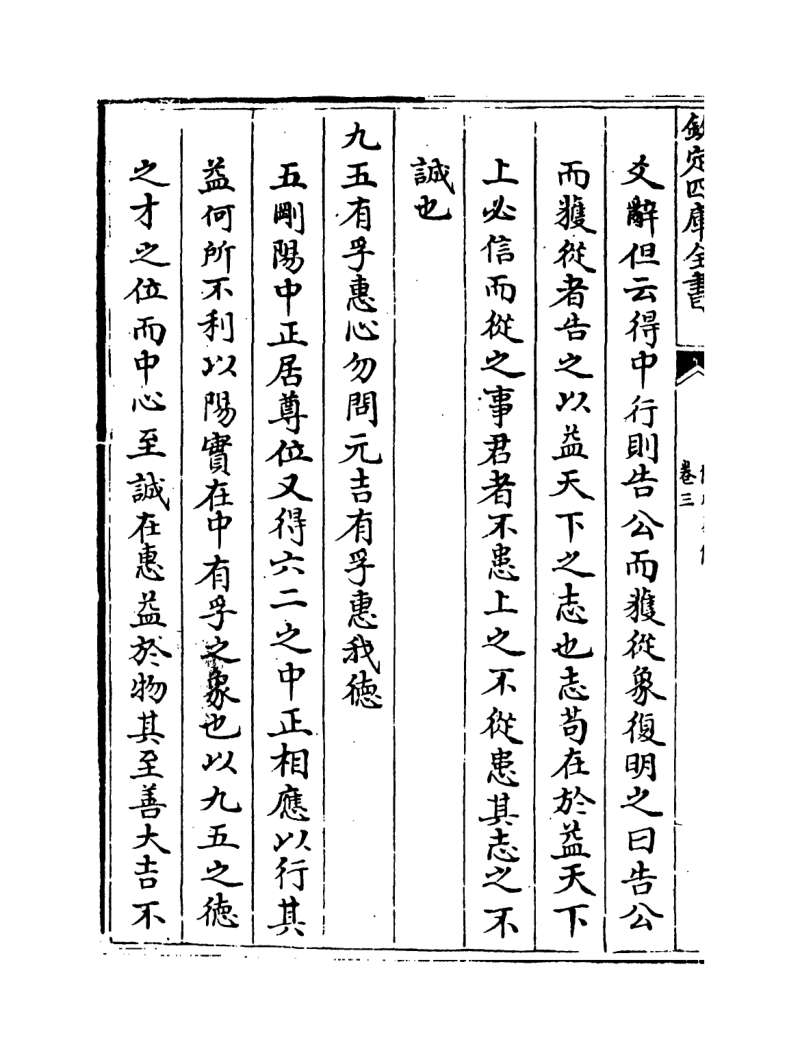 欽定四庫全書
卷三
爻辭但云得中行則告公而獲從象復明之曰告公
而獲從者告之以益天下之志也志苟在於益天下
上必信而從之事君者不患上之不從患其志之不
誠也
九五有孚惠心勿問元吉有孚惠我德
五剛陽中正居尊位又得六二之中正相應以行其
益何所不利以陽實在中有孚之象也以九五之德
之才之位而中心至誠在惠益於物其至善大吉不